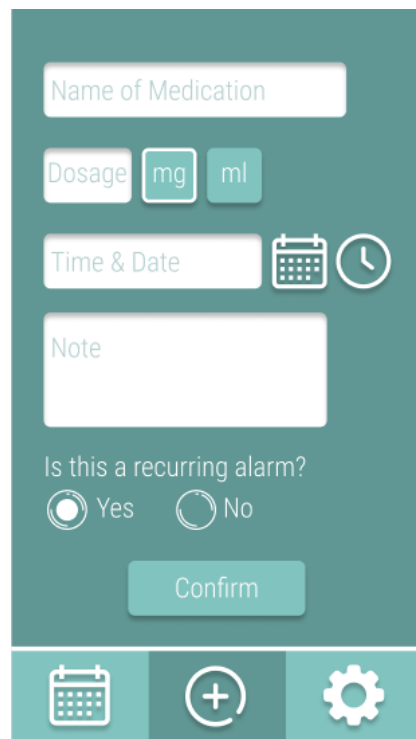 Name of Medication
Dosage mg ml
Time & Date
Note
Is this a recurring alarm?
Yes No
Confirm